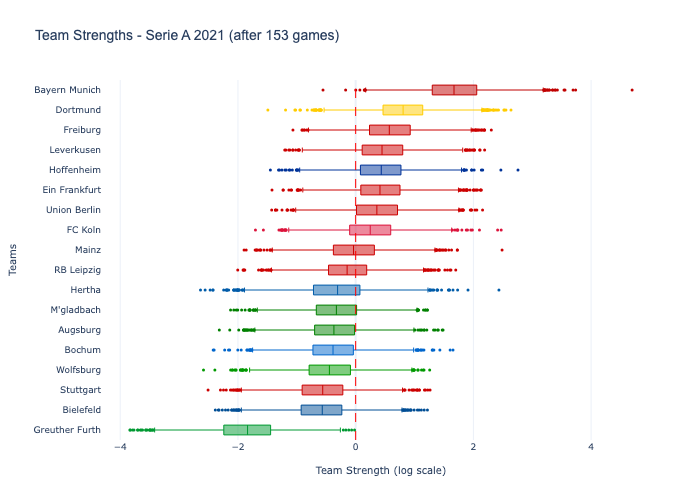 Team Strengths - Serie A 2021 (after 153 games)
Bayern Munich
Dortmund
Freiburg
Leverkusen
Hoffenheim
Ein Frankfurt
Union Berlin
FC Koln
Mainz
RB Leipzig
Hertha
M'gladbach
Augsburg
Bochum
Wolfsburg
Stuttgart
Bielefeld
Greuther Furth
Teams
−4 −2 0 2 4
Team Strength (log scale)